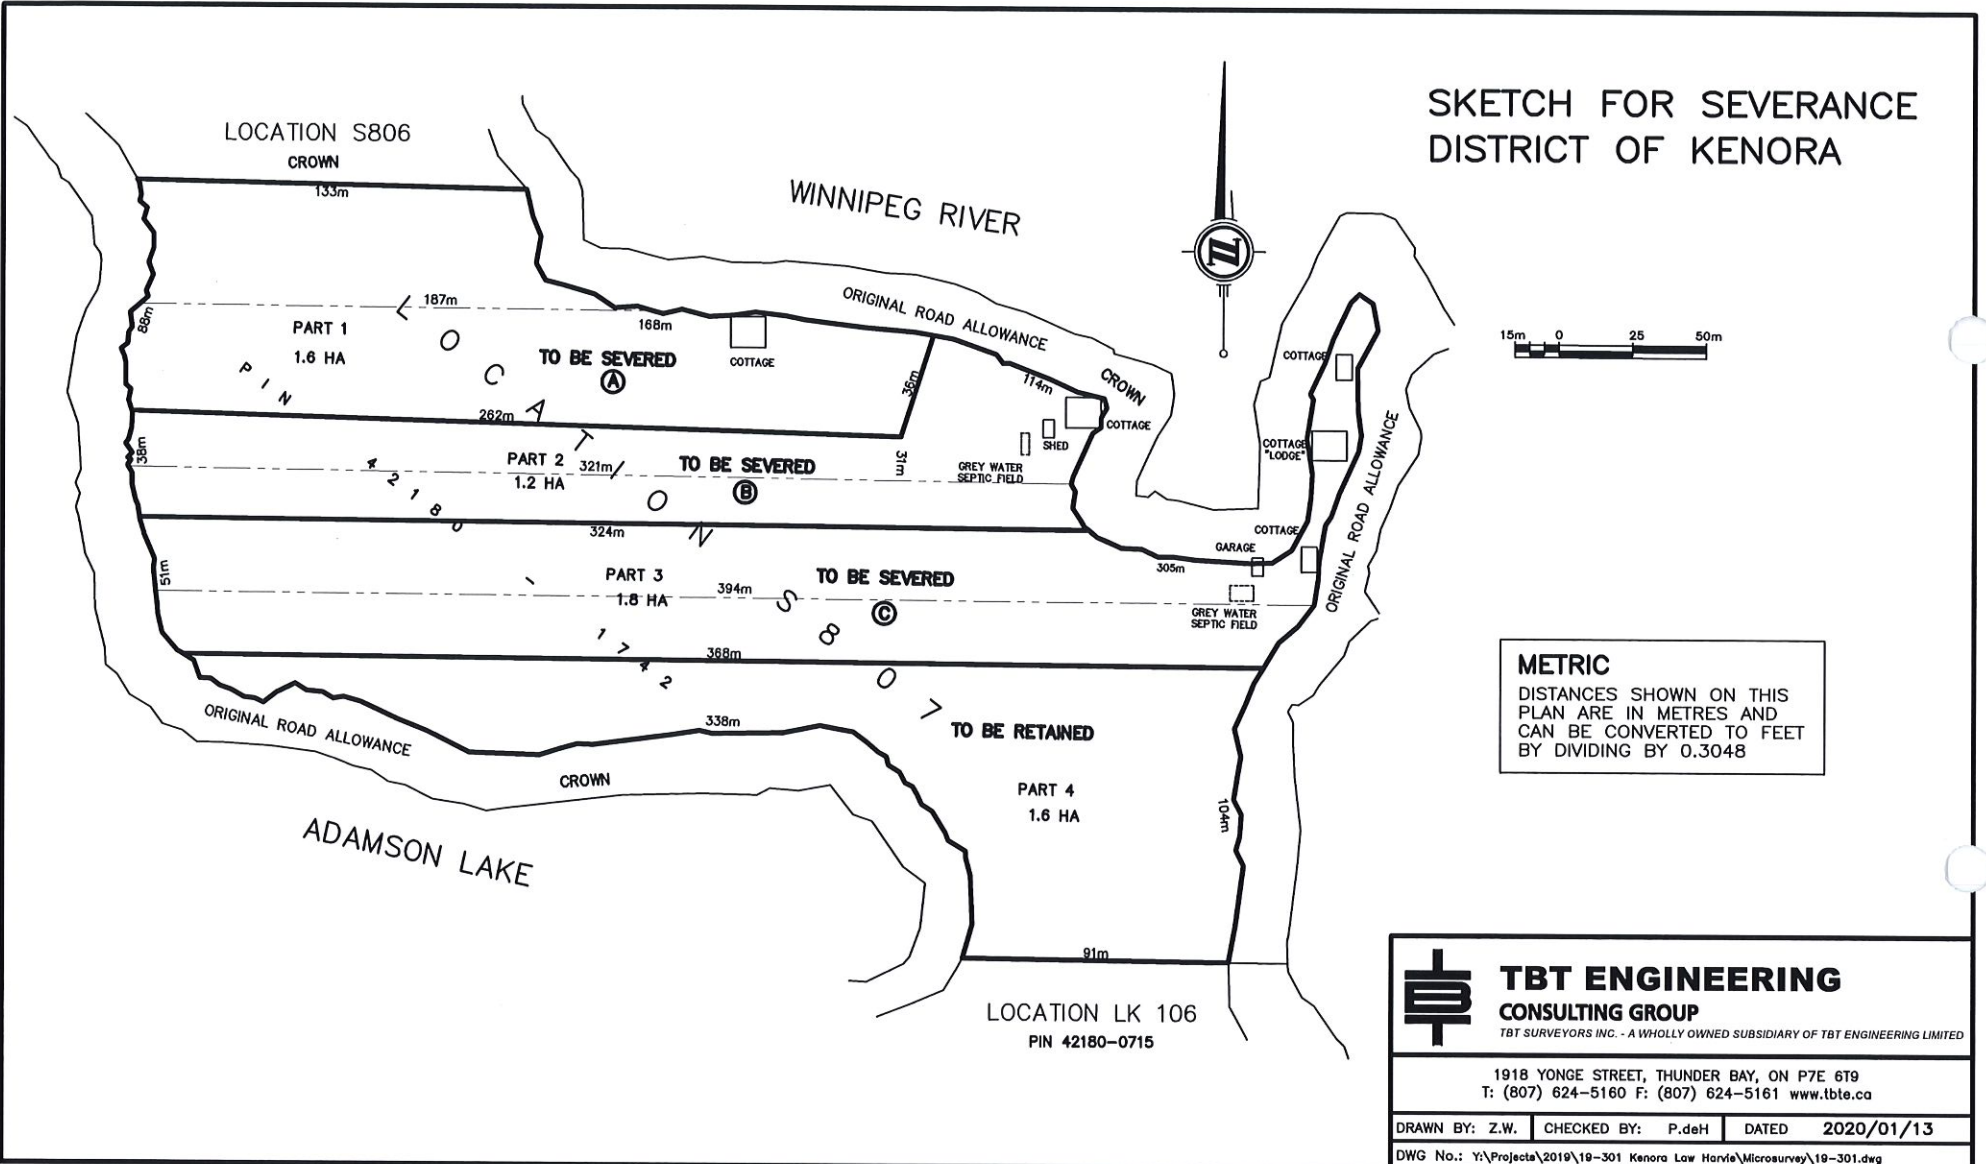 SKETCH FOR SEVERANCE
DISTRICT OF KENORA
LOCATION S806
CROWN
133m
WINNIPEG RIVER
N
ORIGINAL ROAD ALLOWANCE
CROWN
15m 0 25 50m
88m
187m
168m
PART 1
1.6 HA
TO BE SEVERED
A
COTTAGE
36m
114m
COTTAGE
SHED
GREY WATER
SEPTIC FIELD
262m
38m
PART 2
1.2 HA
321m
TO BE SEVERED
B
31m
324m
LOCATION S807
PIN 42180-1742
51m
PART 3
1.8 HA
394m
TO BE SEVERED
C
305m
COTTAGE
COTTAGE
"LODGE"
COTTAGE
GARAGE
GREY WATER
SEPTIC FIELD
ORIGINAL ROAD ALLOWANCE
ORIGINAL ROAD ALLOWANCE
368m
338m
TO BE RETAINED
PART 4
1.6 HA
104m
ORIGINAL ROAD ALLOWANCE
CROWN
ADAMSON LAKE
91m
LOCATION LK 106
PIN 42180-0715
METRIC
DISTANCES SHOWN ON THIS
PLAN ARE IN METRES AND
CAN BE CONVERTED TO FEET
BY DIVIDING BY 0.3048
TBT
TBT ENGINEERING
CONSULTING GROUP
TBT SURVEYORS INC. - A WHOLLY OWNED SUBSIDIARY OF TBT ENGINEERING LIMITED
1918 YONGE STREET, THUNDER BAY, ON P7E 6T9
T: (807) 624-5160 F: (807) 624-5161 www.tbte.ca
DRAWN BY: Z.W. CHECKED BY: P.deH DATED 2020/01/13
DWG No.: Y:\Projects\2019\19-301 Kenora Law Harvie\Microsurvey\19-301.dwg